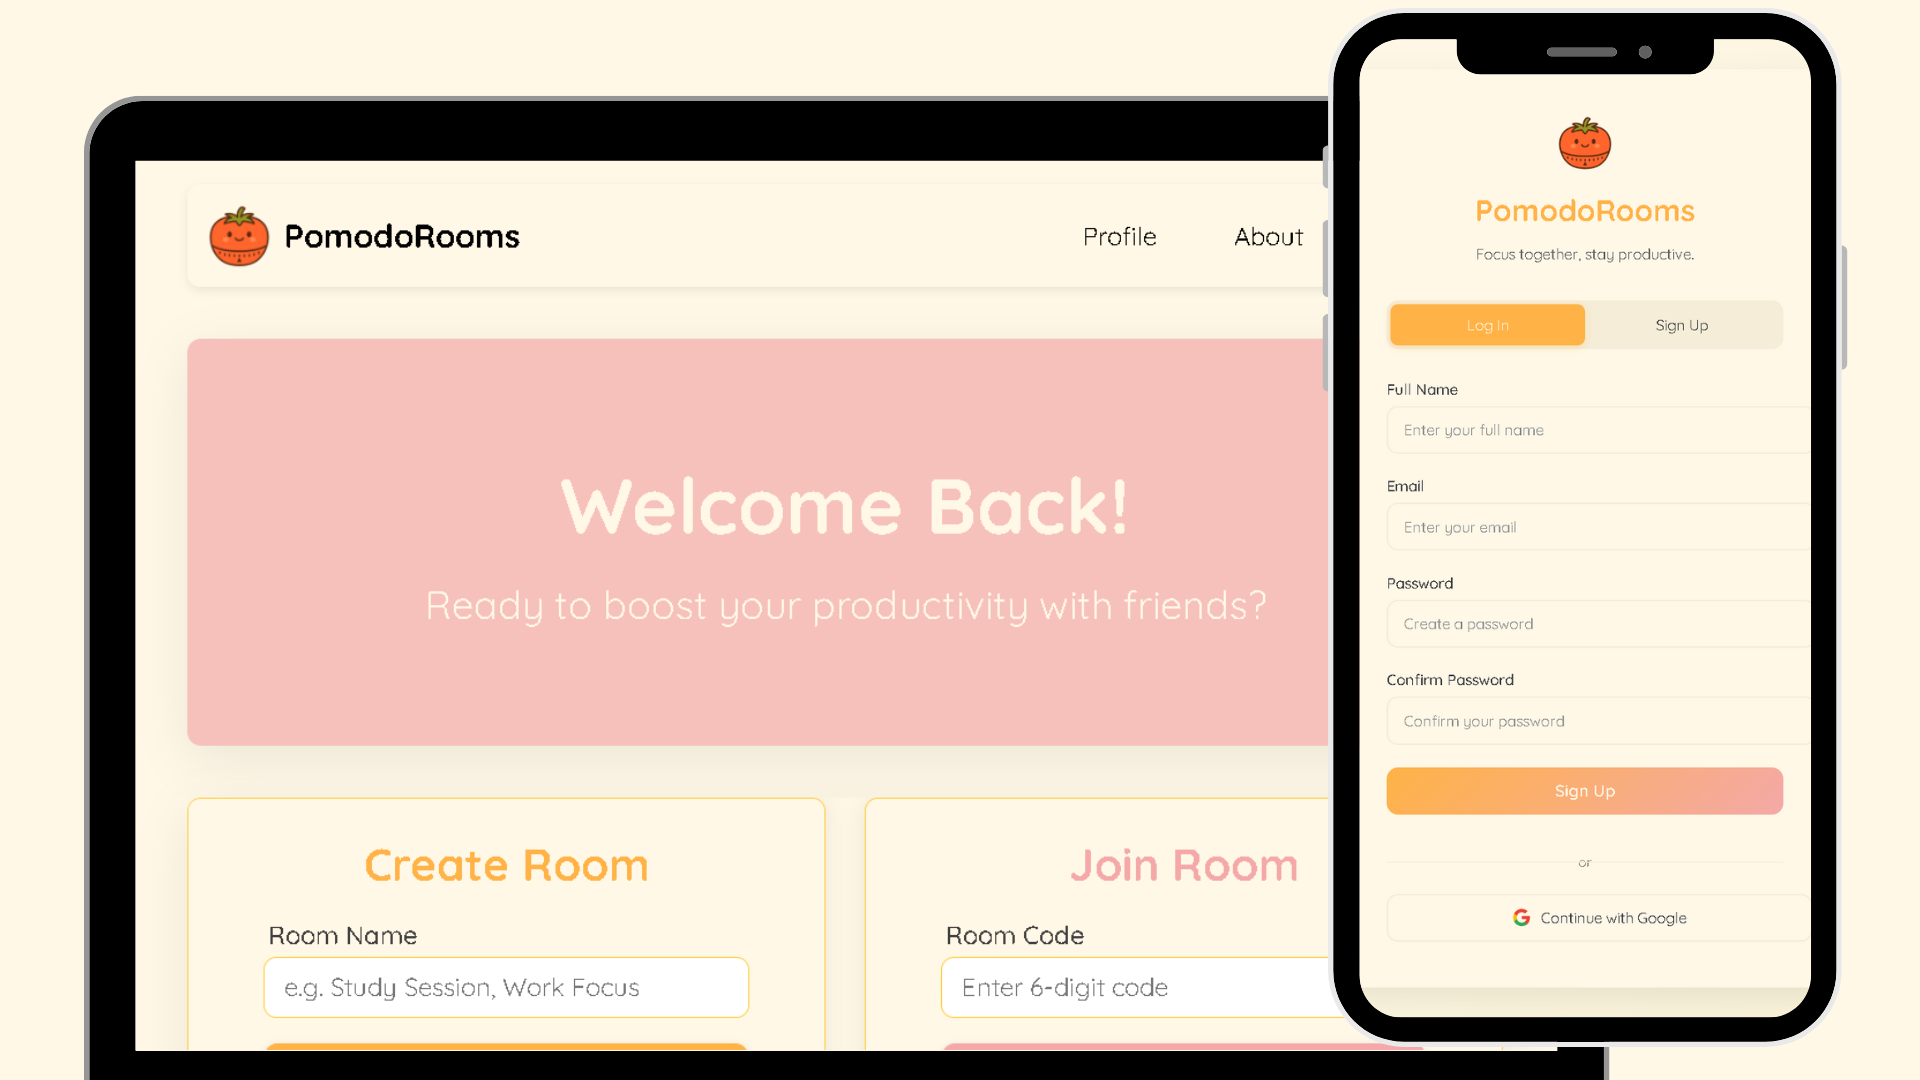 PomodoRooms
Profile
About
Welcome Back!
Ready to boost your productivity with friends?
Create Room
Room Name
e.g. Study Session, Work Focus
Join Room
Room Code
Enter 6-digit code
PomodoRooms
Focus together, stay productive.
Log In
Sign Up
Full Name
Enter your full name
Email
Enter your email
Password
Create a password
Confirm Password
Confirm your password
Sign Up
or
Continue with Google